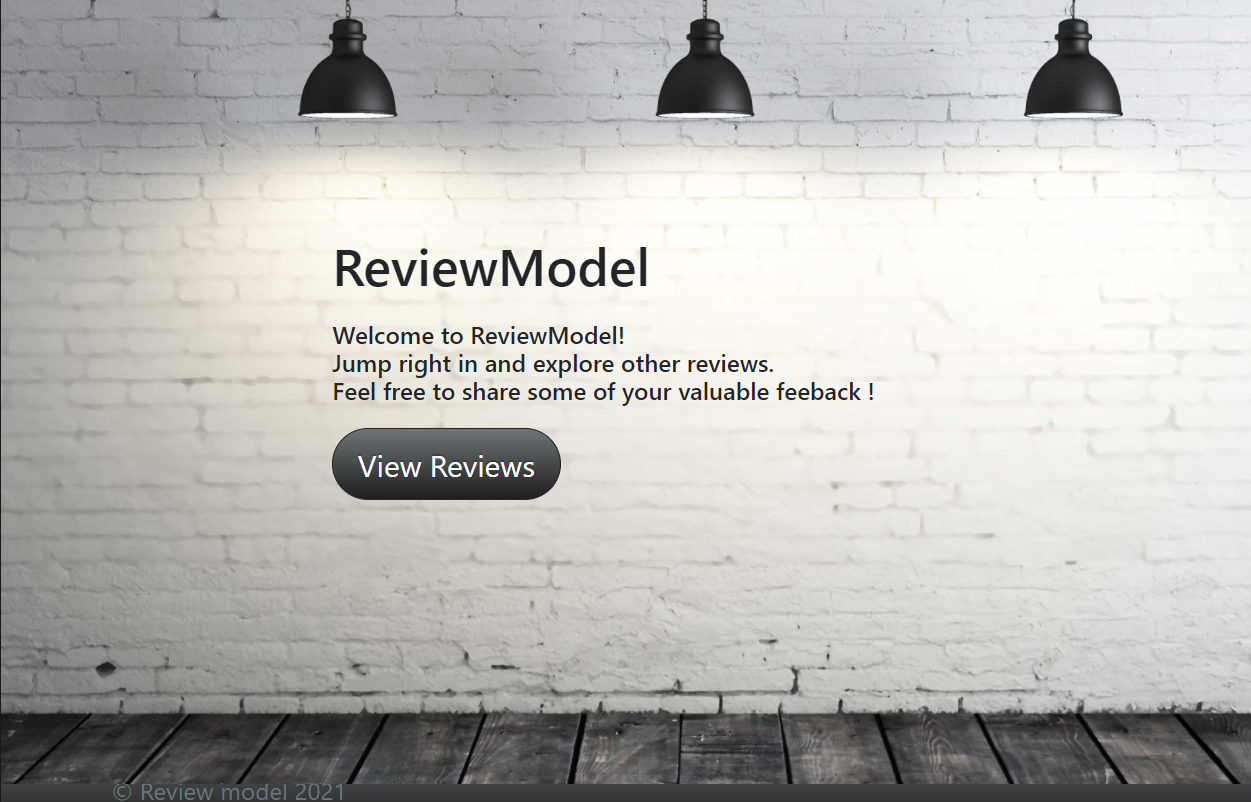 ReviewModel
Welcome to ReviewModel!
Jump right in and explore other reviews.
Feel free to share some of your valuable feeback !
View Reviews
© Review model 2021